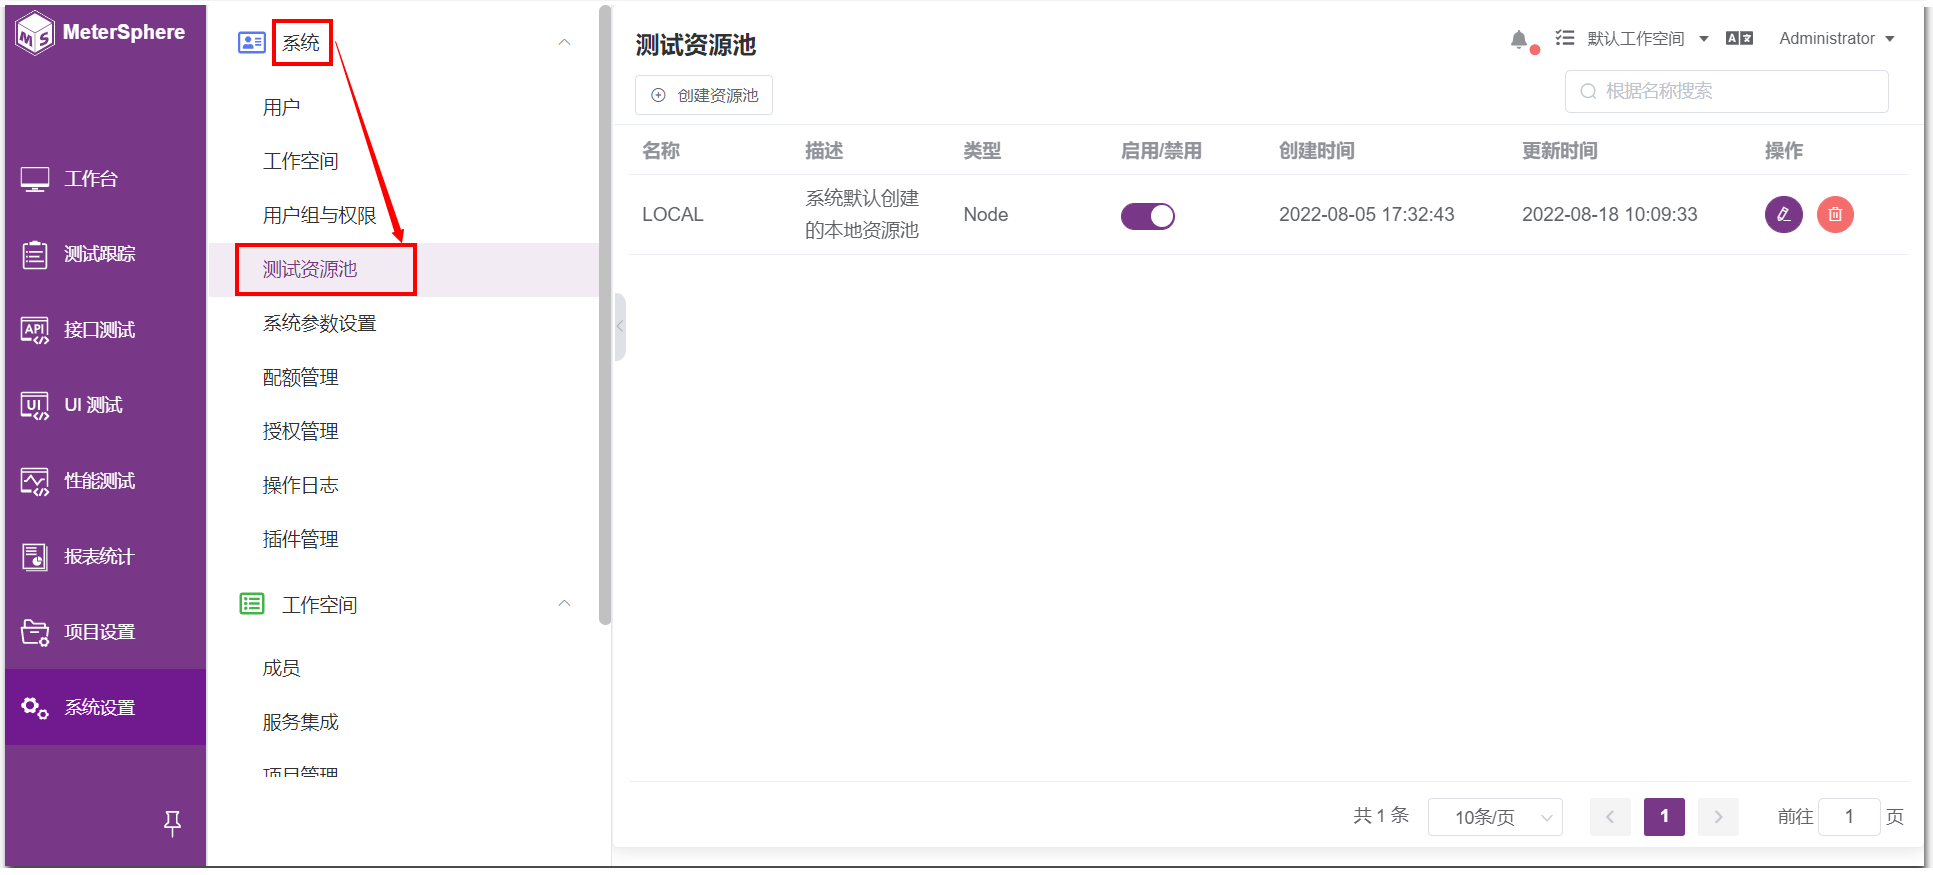 MeterSphere
工作台
测试跟踪
接口测试
UI 测试
性能测试
报表统计
项目设置
系统设置
系统
用户
工作空间
用户组与权限
测试资源池
系统参数设置
配额管理
授权管理
操作日志
插件管理
工作空间
成员
服务集成
项目管理
测试资源池
默认工作空间
Administrator
创建资源池
根据名称搜索
名称 描述 类型 启用/禁用 创建时间 更新时间 操作
LOCAL 系统默认创建的本地资源池 Node 2022-08-05 17:32:43 2022-08-18 10:09:33
共 1 条 10条/页 1 前往 1 页